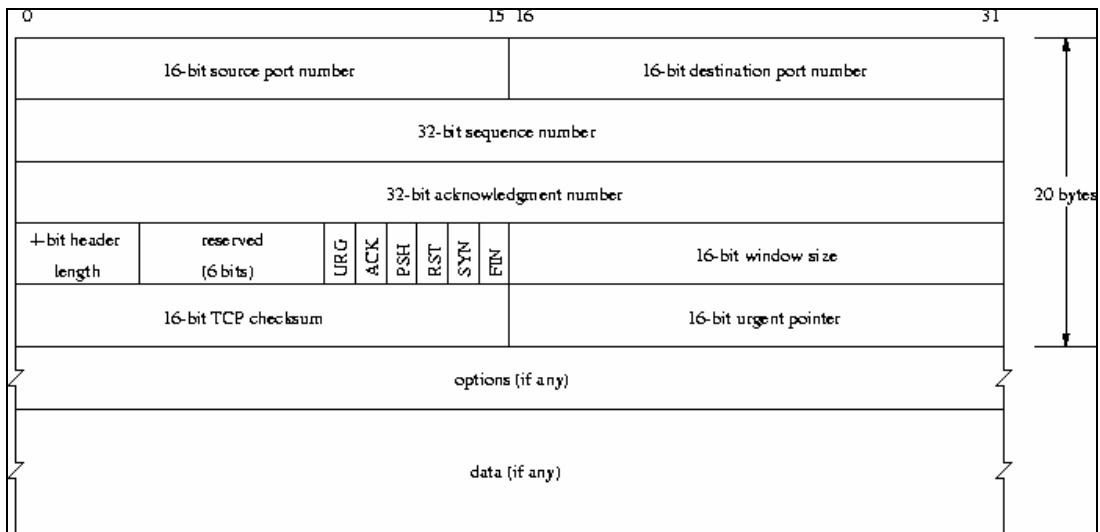 0 15 16 31
16-bit source port number 16-bit destination port number
32-bit sequence number
32-bit acknowledgment number
20 bytes
4-bit header
length
reserved
(6 bits)
URG
ACK
PSH
RST
SYN
FIN
16-bit window size
16-bit TCP checksum 16-bit urgent pointer
options (if any)
data (if any)